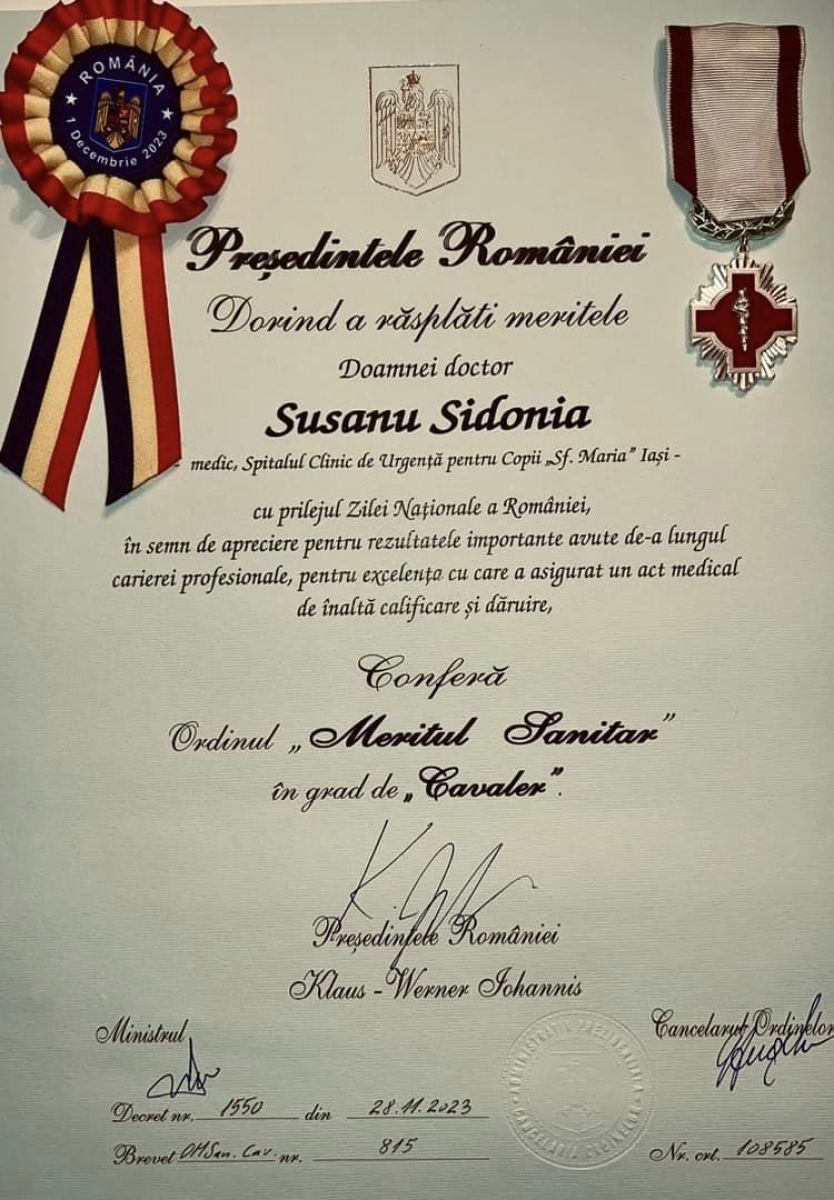 ROMÂNIA
1 Decembrie 2023
Președintele României
Dorind a răsplăti meritele
Doamnei doctor
Susanu Sidonia
- medic, Spitalul Clinic de Urgență pentru Copii „Sf. Maria” Iași -
cu prilejul Zilei Naționale a României,
în semn de apreciere pentru rezultatele importante avute de-a lungul
carierei profesionale, pentru excelența cu care a asigurat un act medical
de înaltă calificare și dăruire,
Conferă
Ordinul „Meritul Sanitar”
în grad de „Cavaler”.
Președintele României
Klaus - Werner Iohannis
Ministrul
Cancelarul Ordinelor
ADMINISTRAȚIA PREZIDENȚIALĂ
CANCELARIA ORDINELOR
Decret nr. 1550 din 28.11.2023
Brevet OMSan. Cav. nr. 815
Nr. crt. 108585